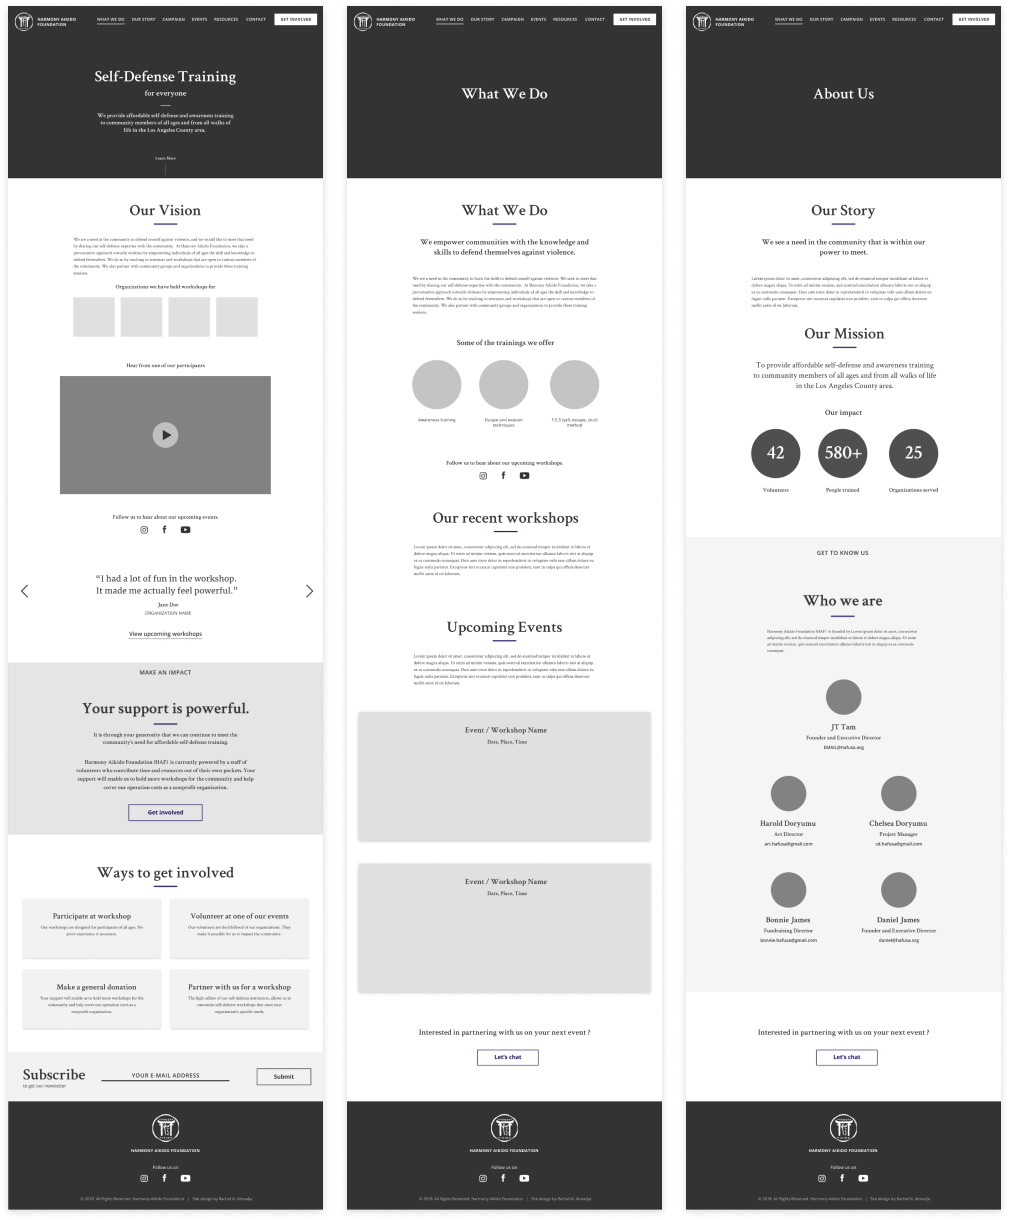 HARMONY AIKIDO
FOUNDATION
WHAT WE DO
OUR STORY
CAMPAIGN
EVENTS
RESOURCES
CONTACT
GET INVOLVED
Self-Defense Training
for everyone
We provide affordable self-defense and awareness training
to community members of all ages and from all walks of
life in the Los Angeles County area.
Learn More
Our Vision
We see a need in the community to defend oneself against violence, and we would like to meet that need
by sharing our self-defense expertise with the community. At Harmony Aikido Foundation, we take a
preventative approach towards violence by empowering individuals of all ages the skill and knowledge to
defend themselves. We do so by teaching in seminars and workshops that are open to various members of
the community. We also partner with community groups and organizations to provide these training
sessions.
Organizations we have held workshops for
Hear from one of our participants
Follow us to hear about our upcoming events.
“I had a lot of fun in the workshop.
It made me actually feel powerful.”
Jane Doe
ORGANIZATION NAME
View upcoming workshops
MAKE AN IMPACT
Your support is powerful.
It is through your generosity that we can continue to meet the
community's need for affordable self-defense training.
Harmony Aikido Foundation (HAF) is currently powered by a staff of
volunteers who contribute time and resources out of their own pockets. Your
support will enable us to hold more workshops for the community and help
cover our operation costs as a nonprofit organization.
Get involved
Ways to get involved
Participate at workshop
Our workshops are designed for participants of all ages. No
prior experience is necessary.
Volunteer at one of our events
Our volunteers are the lifeblood of our organizations. They
make it possible for us to impact the community.
Make a general donation
Your support will enable us to hold more workshops for the
community and help cover our operation costs as a
nonprofit organization.
Partner with us for a workshop
The high caliber of our self-defense instructors, allows us to
customize self-defense workshops that meet your
organization's specific needs.
Subscribe
to get our newsletter
YOUR E-MAIL ADDRESS
Submit
HARMONY AIKIDO FOUNDATION
Follow us on:
© 2019. All Rights Reserved. Harmony Aikido Foundation | Site design by Rachel N. Atmadja
HARMONY AIKIDO
FOUNDATION
WHAT WE DO
OUR STORY
CAMPAIGN
EVENTS
RESOURCES
CONTACT
GET INVOLVED
What We Do
What We Do
We empower communities with the knowledge and
skills to defend themselves against violence.
We see a need in the community to learn the skills to defend oneself against violence. We seek to meet that
need by sharing our self-defense expertise with the community. At Harmony Aikido Foundation, we take a
preventative approach towards violence by empowering individuals of all ages the skill and knowledge to
defend themselves. We do so by teaching in seminars and workshops that are open to various members of
the community. We also partner with community groups and organizations to provide these training
sessions.
Some of the trainings we offer
Awareness training
Escape and evasion
techniques
Y.E.S (yell, escape, stun)
method
Follow us to hear about our upcoming workshops.
Our recent workshops
Lorem ipsum dolor sit amet, consectetur adipiscing elit, sed do eiusmod tempor incididunt ut labore et
dolore magna aliqua. Ut enim ad minim veniam, quis nostrud exercitation ullamco laboris nisi ut aliquip
ex ea commodo consequat. Duis aute irure dolor in reprehenderit in voluptate velit esse cillum dolore eu
fugiat nulla pariatur. Excepteur sint occaecat cupidatat non proident, sunt in culpa qui officia deserunt
mollit anim id est laborum.
Upcoming Events
Lorem ipsum dolor sit amet, consectetur adipiscing elit, sed do eiusmod tempor incididunt ut labore et
dolore magna aliqua. Ut enim ad minim veniam, quis nostrud exercitation ullamco laboris nisi ut aliquip
ex ea commodo consequat. Duis aute irure dolor in reprehenderit in voluptate velit esse cillum dolore eu
fugiat nulla pariatur. Excepteur sint occaecat cupidatat non proident, sunt in culpa qui officia deserunt
mollit anim id est laborum.
Event / Workshop Name
Date, Place, Time
Event / Workshop Name
Date, Place, Time
Interested in partnering with us on your next event ?
Let's chat
HARMONY AIKIDO FOUNDATION
Follow us on:
© 2019. All Rights Reserved. Harmony Aikido Foundation | Site design by Rachel N. Atmadja
HARMONY AIKIDO
FOUNDATION
WHAT WE DO
OUR STORY
CAMPAIGN
EVENTS
RESOURCES
CONTACT
GET INVOLVED
About Us
Our Story
We see a need in the community that is within our
power to meet.
Lorem ipsum dolor sit amet, consectetur adipiscing elit, sed do eiusmod tempor incididunt ut labore et
dolore magna aliqua. Ut enim ad minim veniam, quis nostrud exercitation ullamco laboris nisi ut aliquip
ex ea commodo consequat. Duis aute irure dolor in reprehenderit in voluptate velit esse cillum dolore eu
fugiat nulla pariatur. Excepteur sint occaecat cupidatat non proident, sunt in culpa qui officia deserunt
mollit anim id est laborum.
Our Mission
To provide affordable self-defense and awareness training
to community members of all ages and from all walks of life
in the Los Angeles County area.
Our impact
42
580+
25
Volunteers
People trained
Organizations served
GET TO KNOW US
Who we are
Harmony Aikido Foundation (HAF) is founded by Lorem ipsum dolor sit amet, consectetur
adipiscing elit, sed do eiusmod tempor incididunt ut labore et dolore magna aliqua. Ut enim ad
minim veniam, quis nostrud exercitation ullamco laboris nisi ut aliquip ex ea commodo
consequat.
JT Tam
Founder and Executive Director
EMAIL@hafusa.org
Harold Doryumu
Art Director
art.hafusa@gmail.com
Chelsea Doryumu
Project Manager
cd.hafusa@gmail.com
Bonnie James
Fundraising Director
bonnie.hafusa@gmail.com
Daniel James
Founder and Executive Director
daniel@hafusa.org
Interested in partnering with us on your next event ?
Let's chat
HARMONY AIKIDO FOUNDATION
Follow us on:
© 2019. All Rights Reserved. Harmony Aikido Foundation | Site design by Rachel N. Atmadja